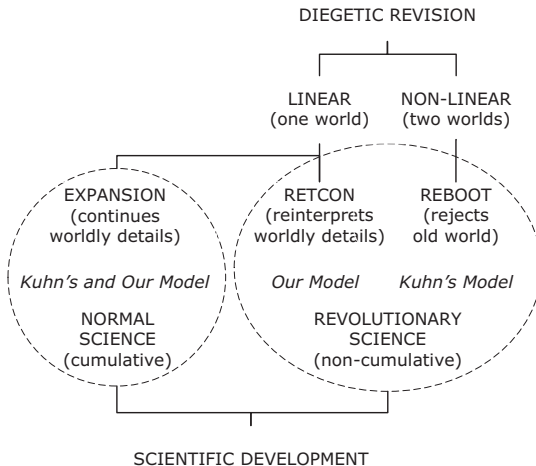 DIEGETIC REVISION
LINEAR
(one world)
NON-LINEAR
(two worlds)
EXPANSION
(continues
worldly details)
RETCON
(reinterprets
worldly details)
REBOOT
(rejects
old world)
Kuhn's and Our Model
Our Model
Kuhn's Model
NORMAL
SCIENCE
(cumulative)
REVOLUTIONARY
SCIENCE
(non-cumulative)
SCIENTIFIC DEVELOPMENT